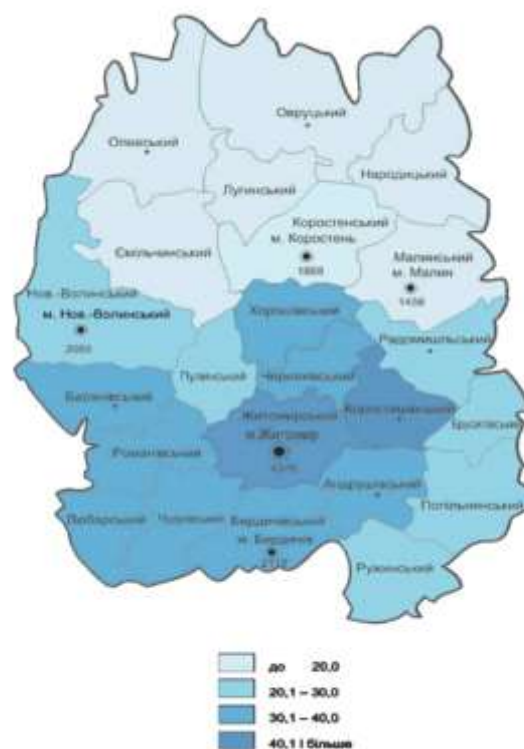 Овруцький
Олевський
Народицький
Лугинський
Коростенський
м. Коростень
Ємільчинський
Малинський
м. Малин
Нов.-Волинський
м. Нов.-Волинський
Хорошівський
Радомишльський
Пулинський
Черняхівський
Баранівський
Житомирський
м.Житомир
Коростишівський
Брусилівський
Романівський
Андрушівський
Попільнянський
Любарський
Чуднівський
Бердичівський
м. Бердичів
Ружинський
до 20,0
20,1 – 30,0
30,1 – 40,0
40,1 і більше